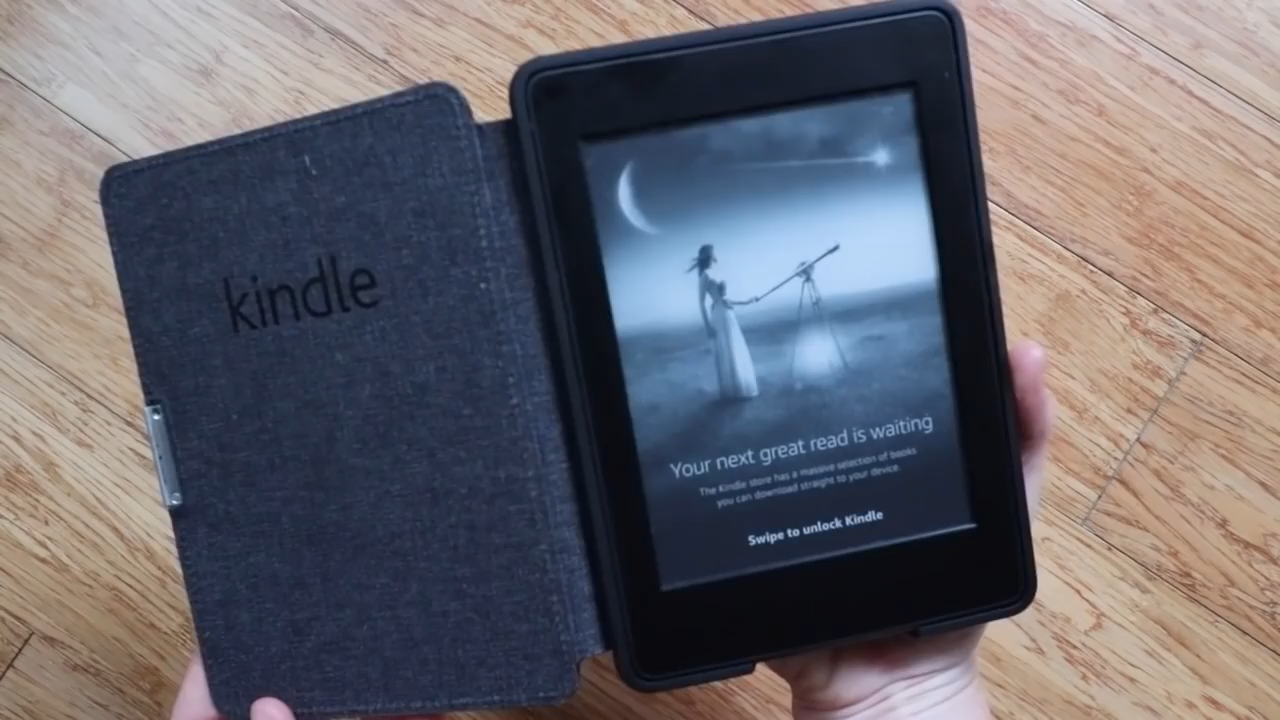 kindle
Your next great read is waiting
The Kindle store has a massive selection of books
you can download straight to your device.
Swipe to unlock Kindle